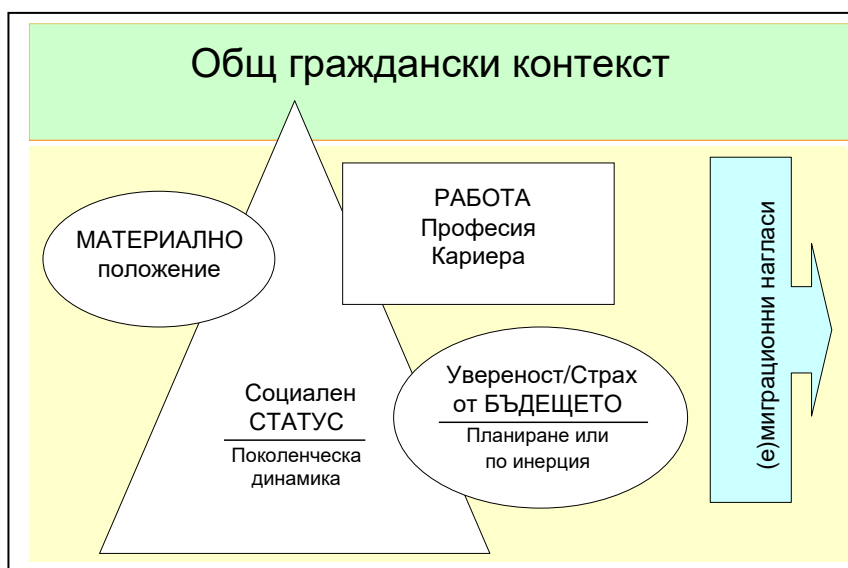 Общ граждански контекст
МАТЕРИАЛНО
положение
РАБОТА
Професия
Кариера
Социален
СТАТУС
Поколенческа
динамика
Увереност/Страх
от БЪДЕЩЕТО
Планиране или
по инерция
(е)миграционни нагласи